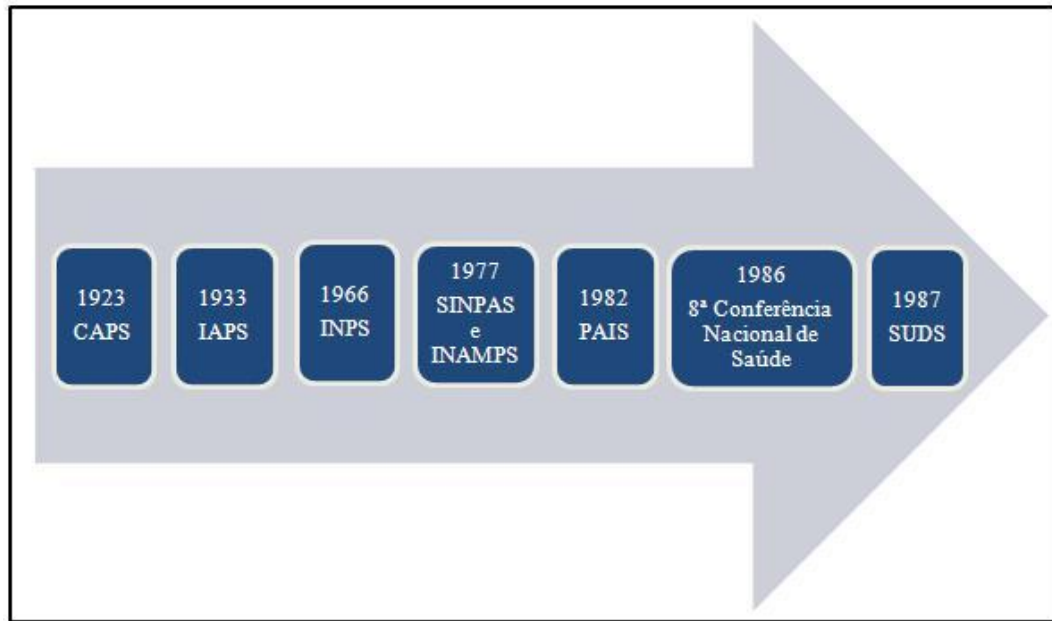 1923
CAPS
1933
IAPS
1966
INPS
1977
SINPAS
e
INAMPS
1982
PAIS
1986
8ª Conferência
Nacional de
Saúde
1987
SUDS